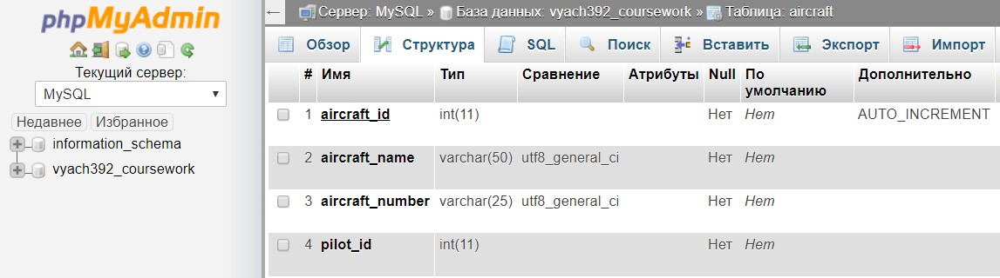 phpMyAdmin
Текущий сервер:
MySQL
Недавнее Избранное
information_schema
vyach392_coursework
← Сервер: MySQL » База данных: vyach392_coursework » Таблица: aircraft
Обзор Структура SQL Поиск Вставить Экспорт Импорт
# Имя Тип Сравнение Атрибуты Null По умолчанию Дополнительно
1 aircraft_id int(11) Нет Нет AUTO_INCREMENT
2 aircraft_name varchar(50) utf8_general_ci Нет Нет
3 aircraft_number varchar(25) utf8_general_ci Нет Нет
4 pilot_id int(11) Нет Нет